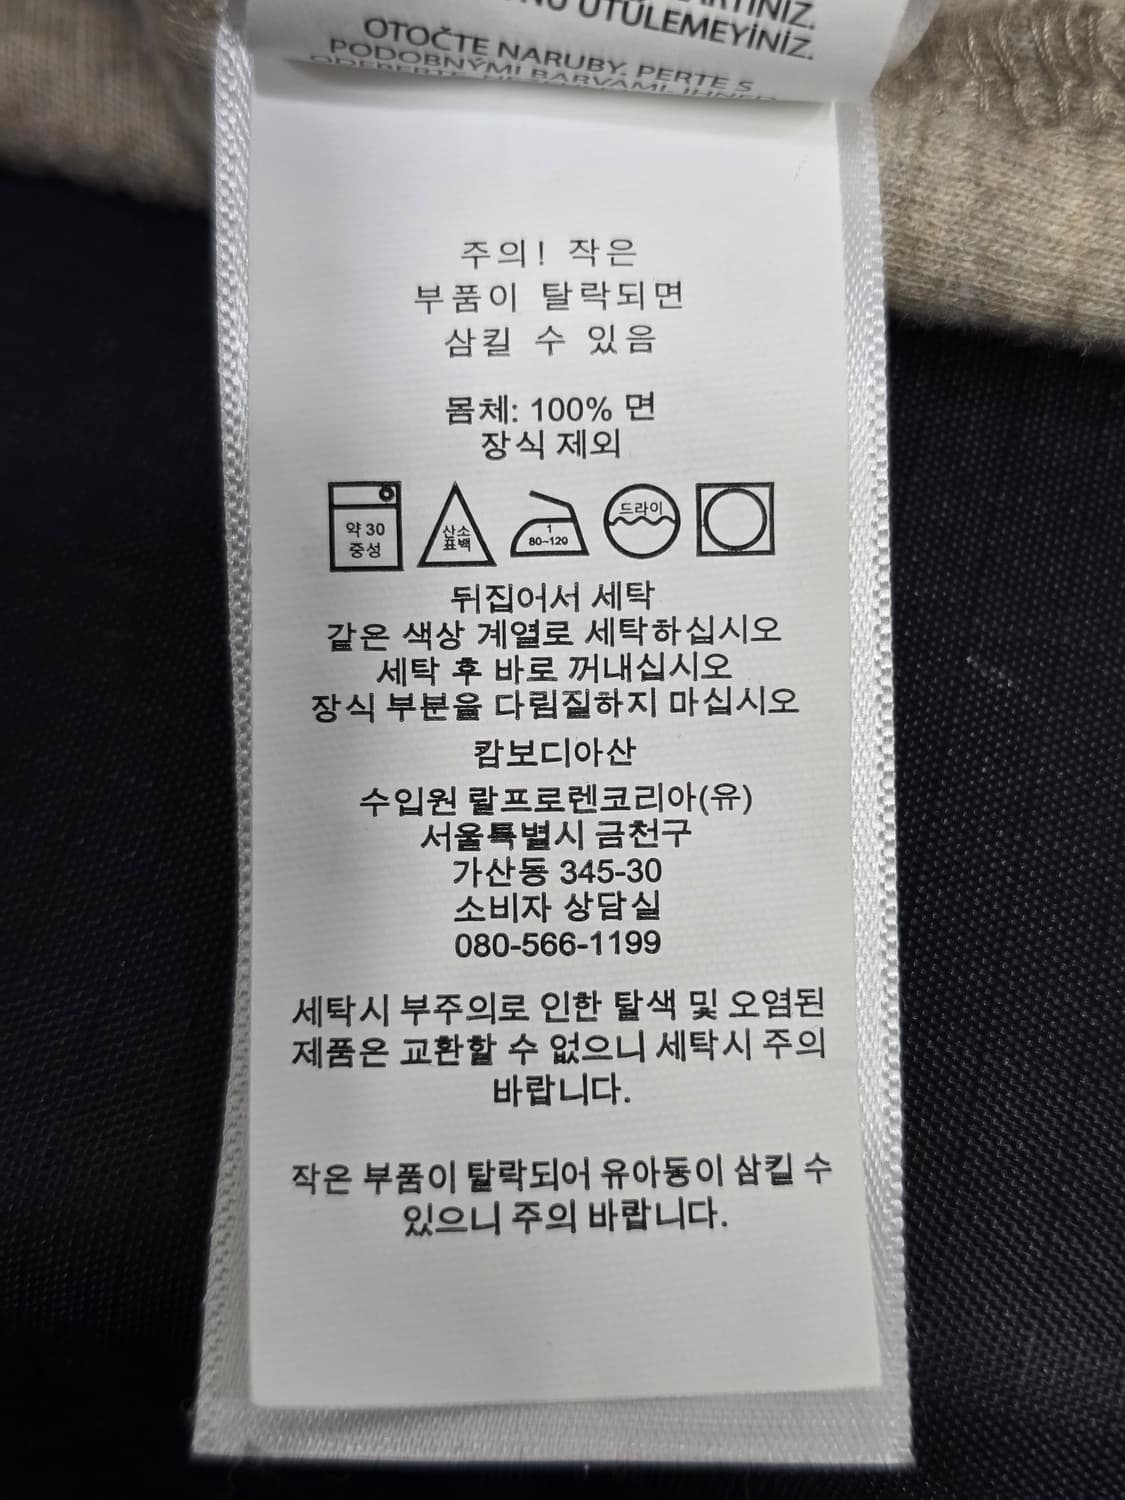 ÜTÜLEMEYİNİZ.
OTOČTE NARUBY. PERTE S
PODOBNÝMI BARVAMI. IHNED
주의! 작은
부품이 탈락되면
삼킬 수 있음
몸체: 100% 면
장식 제외
약 30
중성
산소
표백
1
80~120
드라이
뒤집어서 세탁
같은 색상 계열로 세탁하십시오
세탁 후 바로 꺼내십시오
장식 부분을 다림질하지 마십시오
캄보디아산
수입원 랄프로렌코리아(유)
서울특별시 금천구
가산동 345-30
소비자 상담실
080-566-1199
세탁시 부주의로 인한 탈색 및 오염된
제품은 교환할 수 없으니 세탁시 주의
바랍니다.
작은 부품이 탈락되어 유아동이 삼킬 수
있으니 주의 바랍니다.